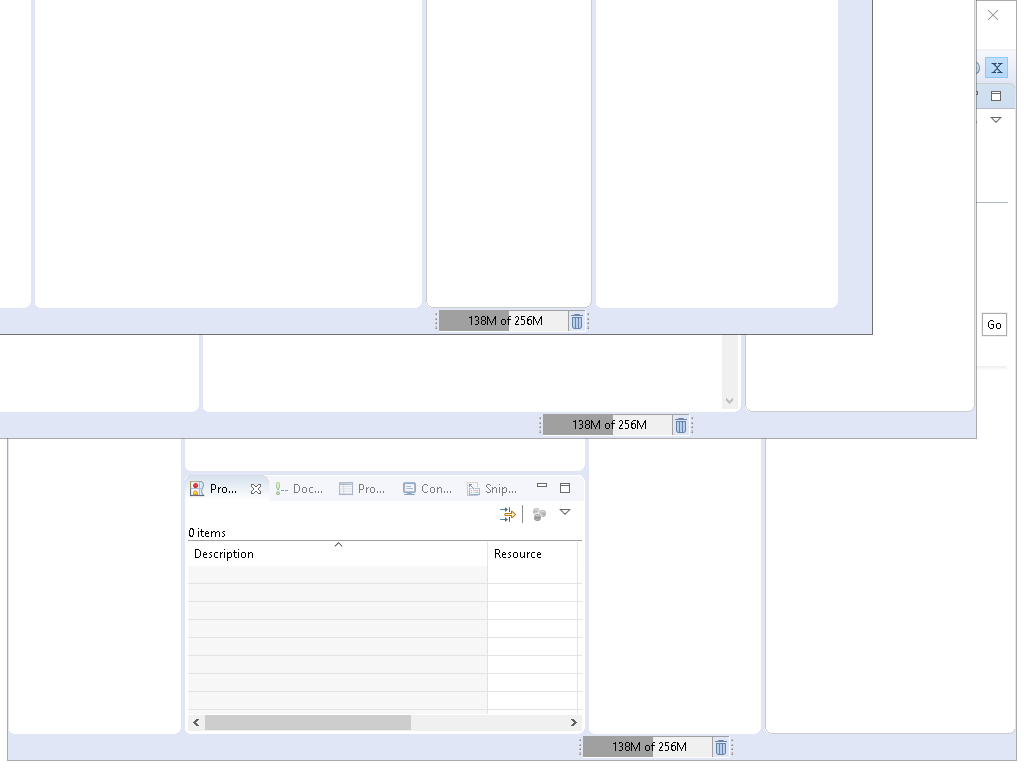 X
Go
138M of 256M
138M of 256M
Pro... Doc... Pro... Con... Snip...
0 items
Description Resource
138M of 256M